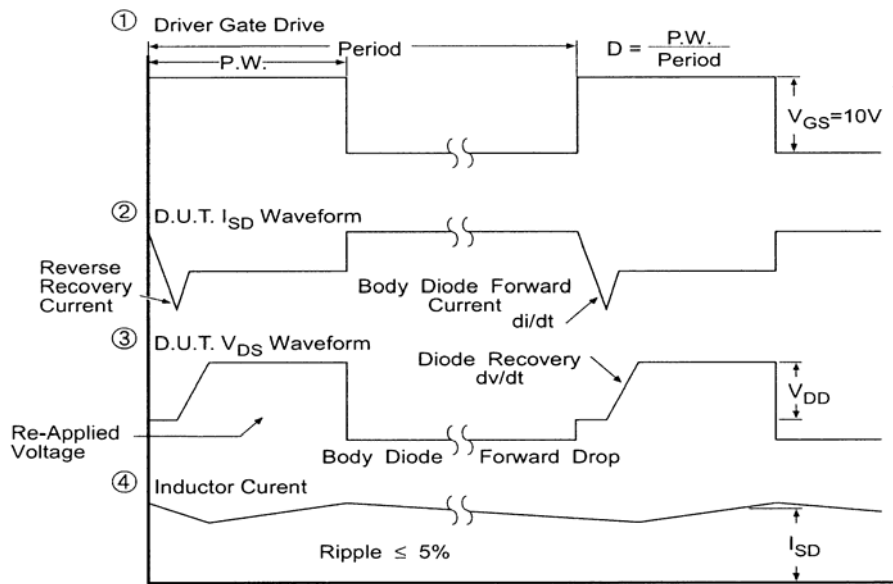 ① Driver Gate Drive
Period
P.W.
D = P.W. / Period
V_GS=10V
② D.U.T. I_SD Waveform
Reverse
Recovery
Current
Body Diode Forward
Current
di/dt
③ D.U.T. V_DS Waveform
Diode Recovery
dv/dt
V_DD
Re-Applied
Voltage
Body Diode Forward Drop
④ Inductor Curent
I_SD
Ripple ≤ 5%